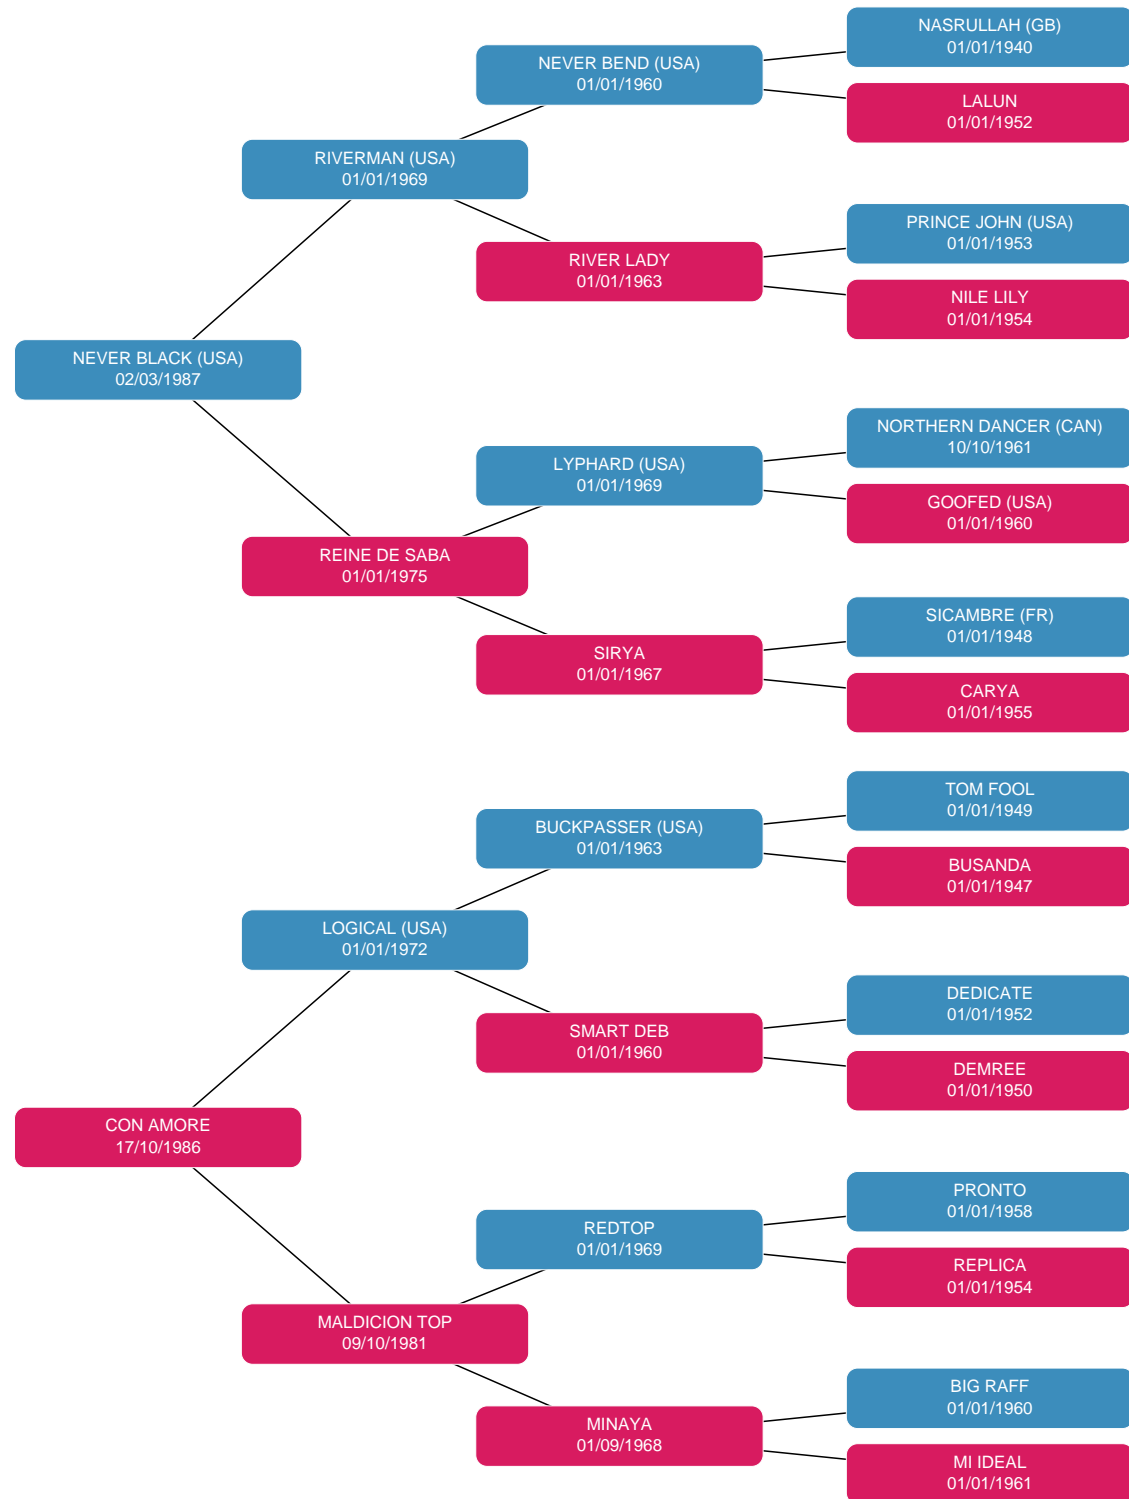 NASRULLAH (GB)
01/01/1940
NEVER BEND (USA)
01/01/1960
LALUN
01/01/1952
RIVERMAN (USA)
01/01/1969
PRINCE JOHN (USA)
01/01/1953
RIVER LADY
01/01/1963
NILE LILY
01/01/1954
NEVER BLACK (USA)
02/03/1987
NORTHERN DANCER (CAN)
10/10/1961
LYPHARD (USA)
01/01/1969
GOOFED (USA)
01/01/1960
REINE DE SABA
01/01/1975
SICAMBRE (FR)
01/01/1948
SIRYA
01/01/1967
CARYA
01/01/1955
TOM FOOL
01/01/1949
BUCKPASSER (USA)
01/01/1963
BUSANDA
01/01/1947
LOGICAL (USA)
01/01/1972
DEDICATE
01/01/1952
SMART DEB
01/01/1960
DEMREE
01/01/1950
CON AMORE
17/10/1986
PRONTO
01/01/1958
REDTOP
01/01/1969
REPLICA
01/01/1954
MALDICION TOP
09/10/1981
BIG RAFF
01/01/1960
MINAYA
01/09/1968
MI IDEAL
01/01/1961